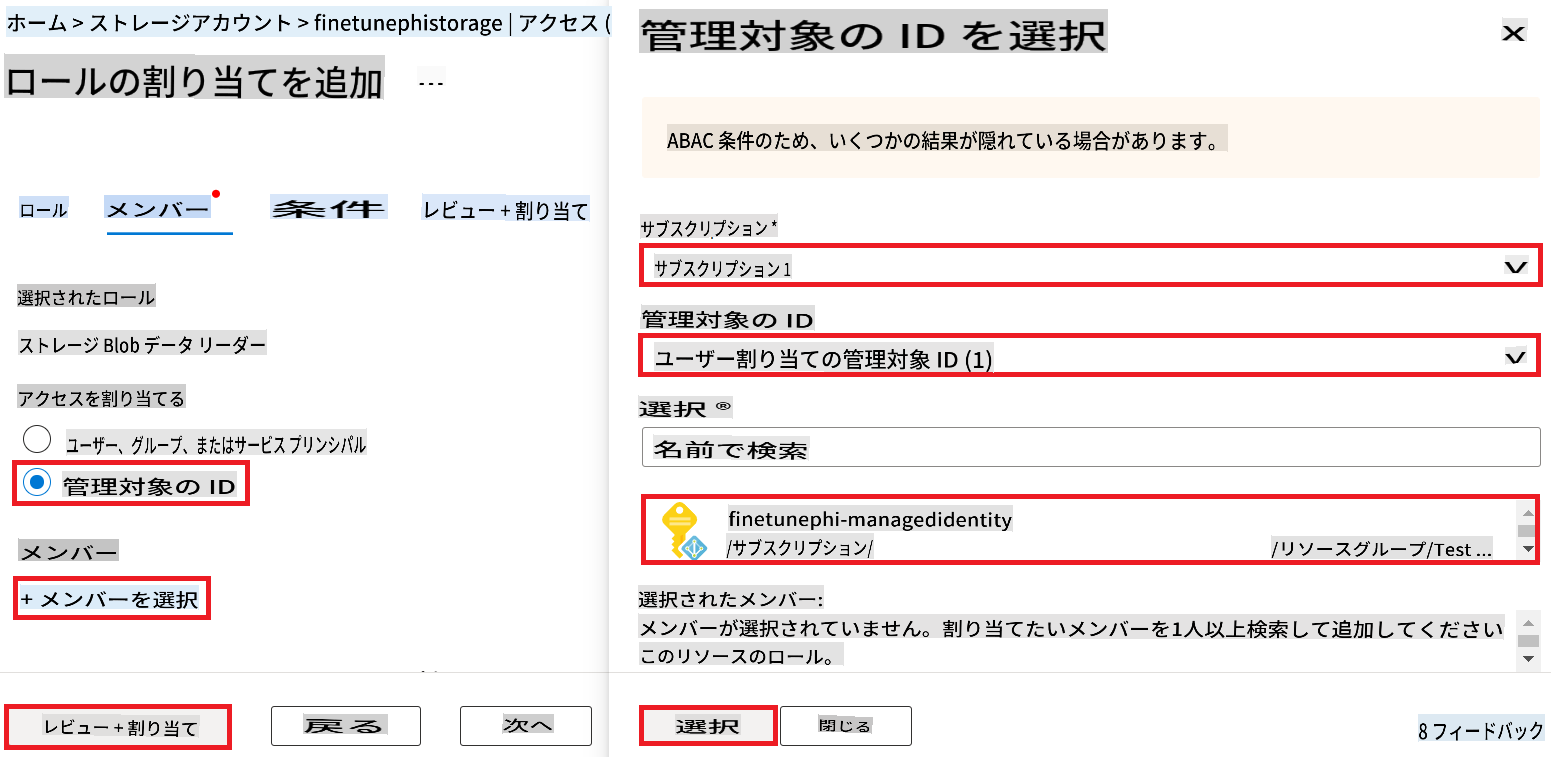 ホーム > ストレージアカウント > finetunephistorage | アクセス (
ロールの割り当てを追加 ...
ロール メンバー 条件 レビュー + 割り当て
選択されたロール
ストレージ Blob データ リーダー
アクセスを割り当てる
ユーザー、グループ、またはサービス プリンシパル
管理対象の ID
メンバー
+ メンバーを選択
レビュー + 割り当て 戻る 次へ
管理対象の ID を選択
ABAC 条件のため、いくつかの結果が隠れている場合があります。
サブスクリプション *
サブスクリプション 1
管理対象の ID
ユーザー割り当ての管理対象 ID (1)
選択 ®
名前で検索
finetunephi-managedidentity
/サブスクリプション/ /リソースグループ/Test ...
選択されたメンバー:
メンバーが選択されていません。割り当てたいメンバーを1人以上検索して追加してください
このリソースのロール。
選択 閉じる
8 フィードバック